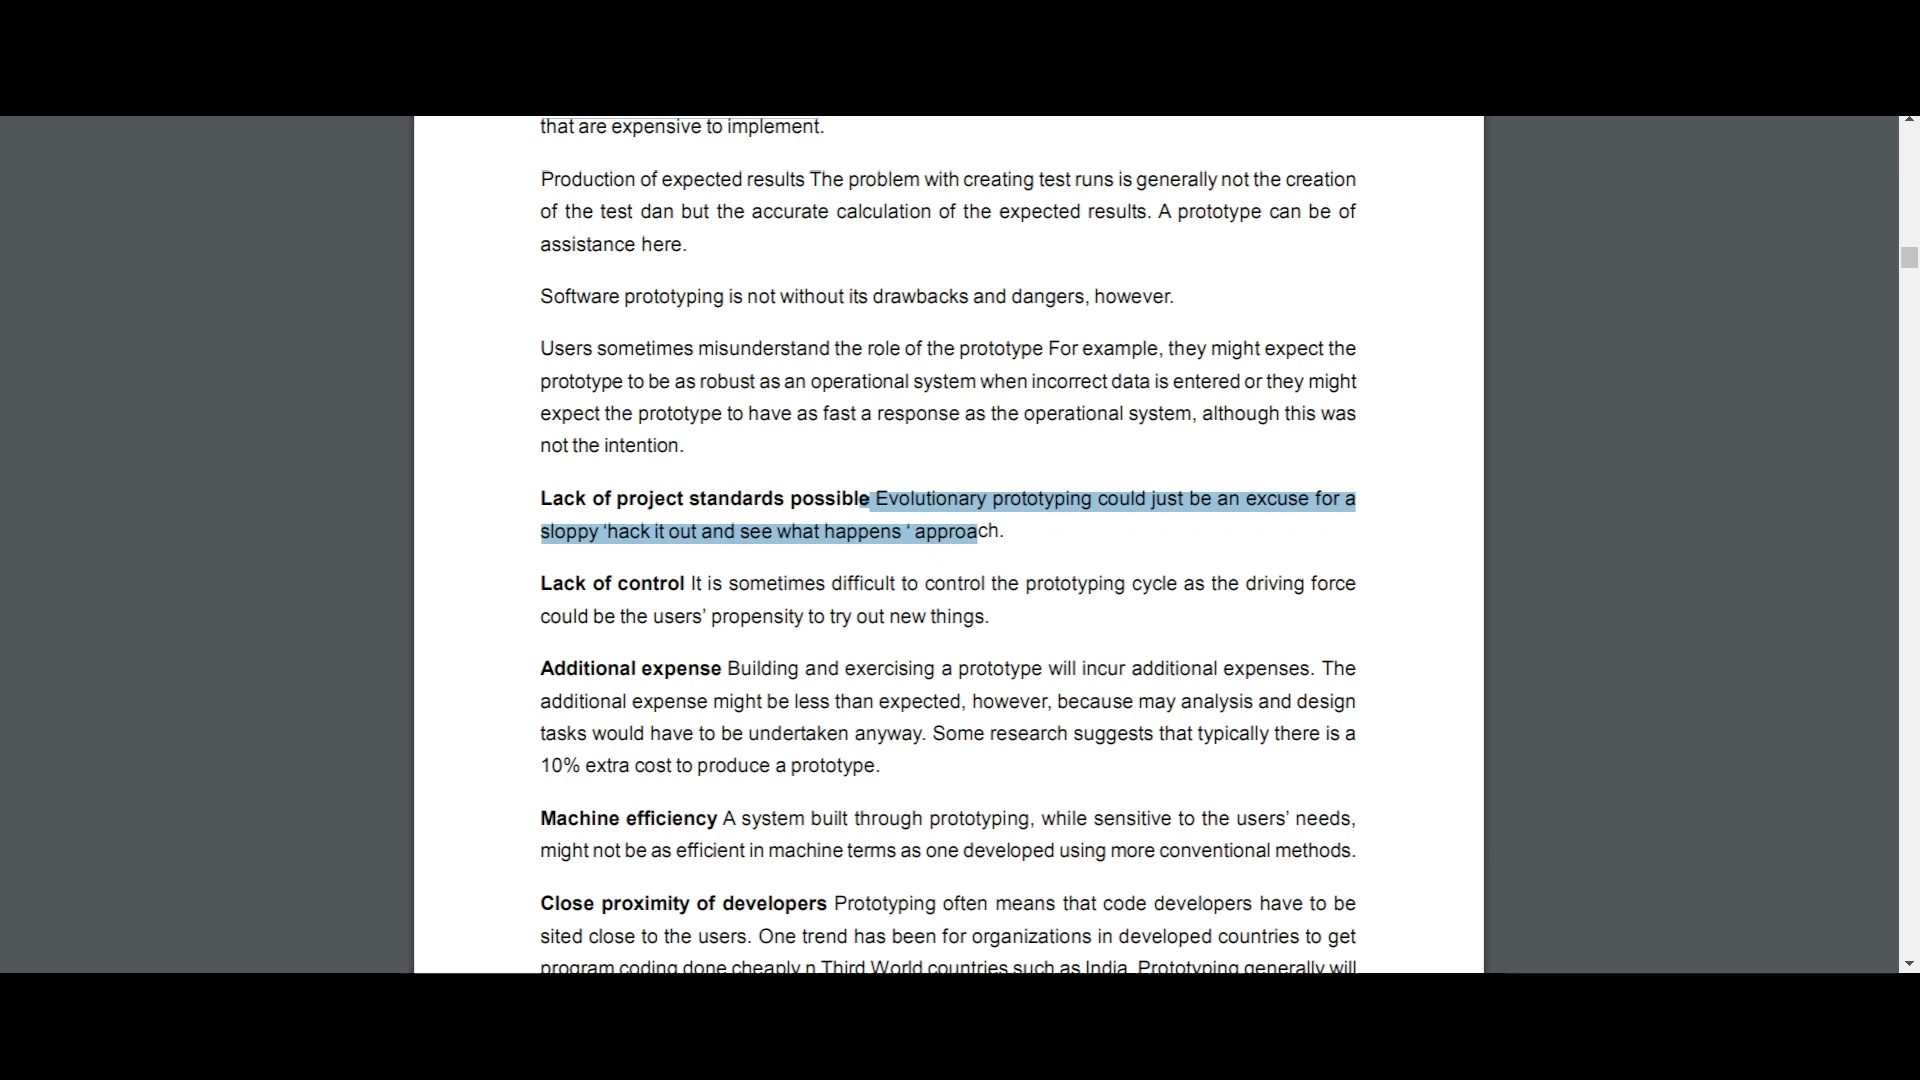 that are expensive to implement.
Production of expected results The problem with creating test runs is generally not the creation
of the test dan but the accurate calculation of the expected results. A prototype can be of
assistance here.
Software prototyping is not without its drawbacks and dangers, however.
Users sometimes misunderstand the role of the prototype For example, they might expect the
prototype to be as robust as an operational system when incorrect data is entered or they might
expect the prototype to have as fast a response as the operational system, although this was
not the intention.
Lack of project standards possible Evolutionary prototyping could just be an excuse for a
sloppy ‘hack it out and see what happens ‘ approach.
Lack of control It is sometimes difficult to control the prototyping cycle as the driving force
could be the users’ propensity to try out new things.
Additional expense Building and exercising a prototype will incur additional expenses. The
additional expense might be less than expected, however, because may analysis and design
tasks would have to be undertaken anyway. Some research suggests that typically there is a
10% extra cost to produce a prototype.
Machine efficiency A system built through prototyping, while sensitive to the users’ needs,
might not be as efficient in machine terms as one developed using more conventional methods.
Close proximity of developers Prototyping often means that code developers have to be
sited close to the users. One trend has been for organizations in developed countries to get
program coding done cheaply n Third World countries such as India. Prototyping generally will